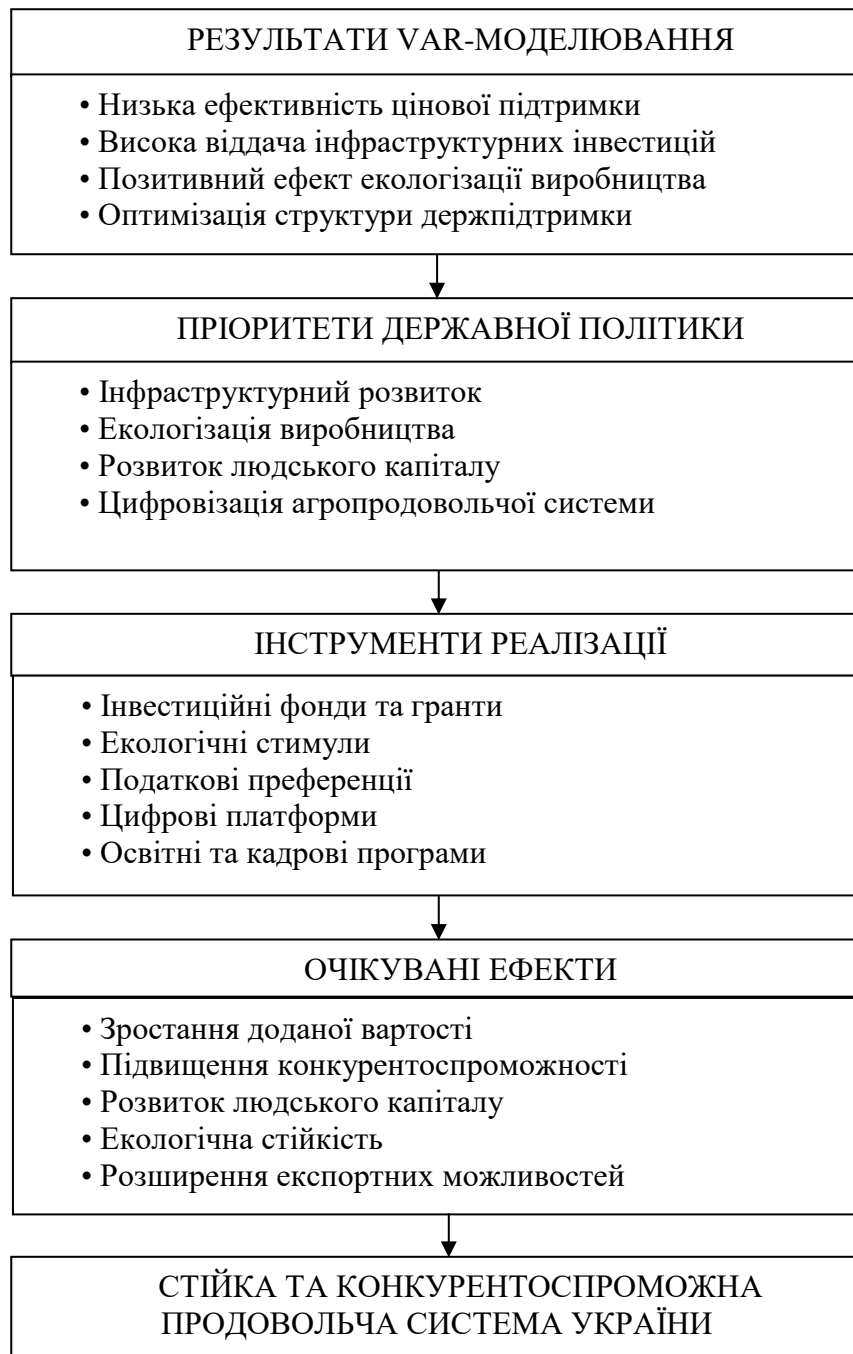 РЕЗУЛЬТАТИ VAR-МОДЕЛЮВАННЯ
• Низька ефективність цінової підтримки
• Висока віддача інфраструктурних інвестицій
• Позитивний ефект екологізації виробництва
• Оптимізація структури держпідтримки
ПРІОРИТЕТИ ДЕРЖАВНОЇ ПОЛІТИКИ
• Інфраструктурний розвиток
• Екологізація виробництва
• Розвиток людського капіталу
• Цифровізація агропродовольчої системи
ІНСТРУМЕНТИ РЕАЛІЗАЦІЇ
• Інвестиційні фонди та гранти
• Екологічні стимули
• Податкові преференції
• Цифрові платформи
• Освітні та кадрові програми
ОЧІКУВАНІ ЕФЕКТИ
• Зростання доданої вартості
• Підвищення конкурентоспроможності
• Розвиток людського капіталу
• Екологічна стійкість
• Розширення експортних можливостей
СТІЙКА ТА КОНКУРЕНТОСПРОМОЖНА
ПРОДОВОЛЬЧА СИСТЕМА УКРАЇНИ